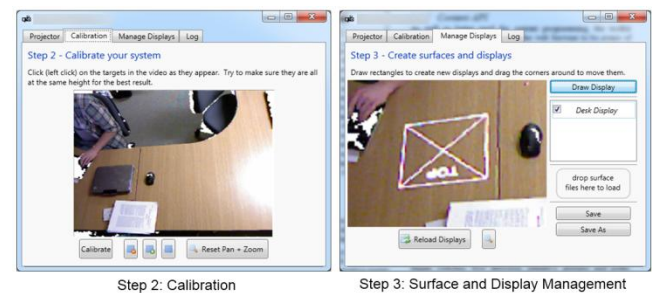 Projector Calibration Manage Displays Log
Step 2 - Calibrate your system
Click (left click) on the targets in the video as they appear. Try to make sure they are all
at the same height for the best result.
Calibrate
Reset Pan + Zoom
Step 2: Calibration
Projector Calibration Manage Displays Log
Step 3 - Create surfaces and displays
Draw rectangles to create new displays and drag the corners around to move them.
TOP
Draw Display
Desk Display
drop surface
files here to load
Save
Save As
Reload Displays
Step 3: Surface and Display Management